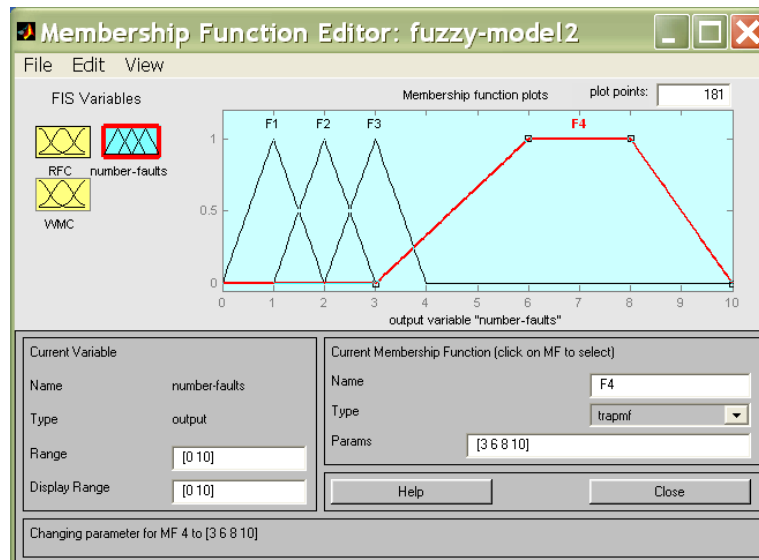 Membership Function Editor: fuzzy-model2
File Edit View
FIS Variables
Membership function plots
plot points: 181
RFC
number-faults
WMC
F1 F2 F3 F4
1
0.5
0
0 1 2 3 4 5 6 7 8 9 10
output variable "number-faults"
Current Variable
Name number-faults
Type output
Range [0 10]
Display Range [0 10]
Current Membership Function (click on MF to select)
Name F4
Type trapmf
Params [3 6 8 10]
Help Close
Changing parameter for MF 4 to [3 6 8 10]